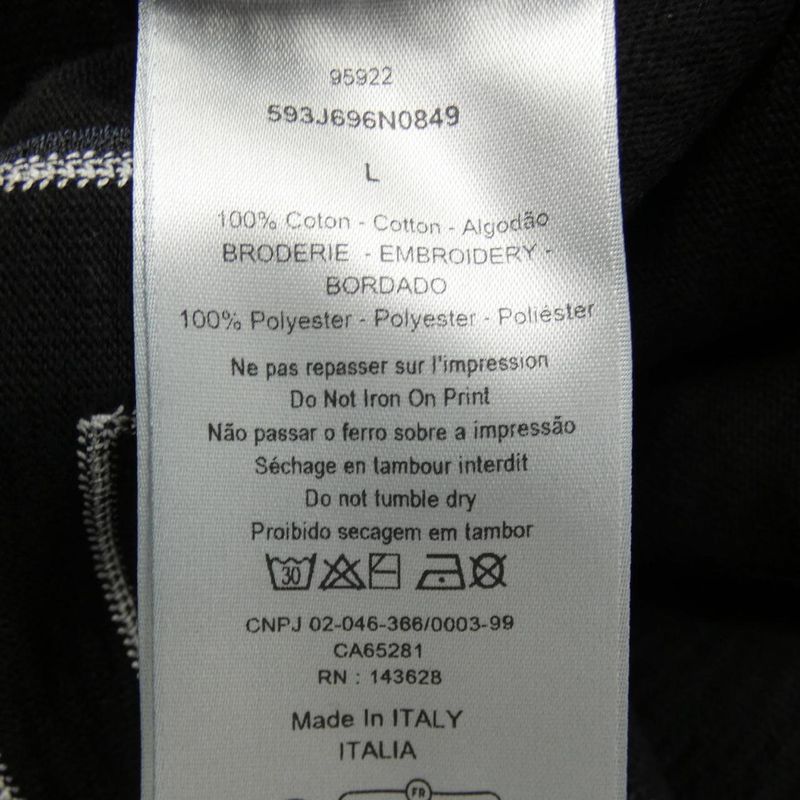 95922
593J696N0849
L
100% Coton - Cotton - Algodão
BRODERIE - EMBROIDERY -
BORDADO
100% Polyester - Polyester - Poliéster
Ne pas repasser sur l'impression
Do Not Iron On Print
Não passar o ferro sobre a impressão
Séchage en tambour interdit
Do not tumble dry
Proibido secagem em tambor
30
CNPJ 02-046-366/0003-99
CA65281
RN : 143628
Made In ITALY
ITALIA
FR